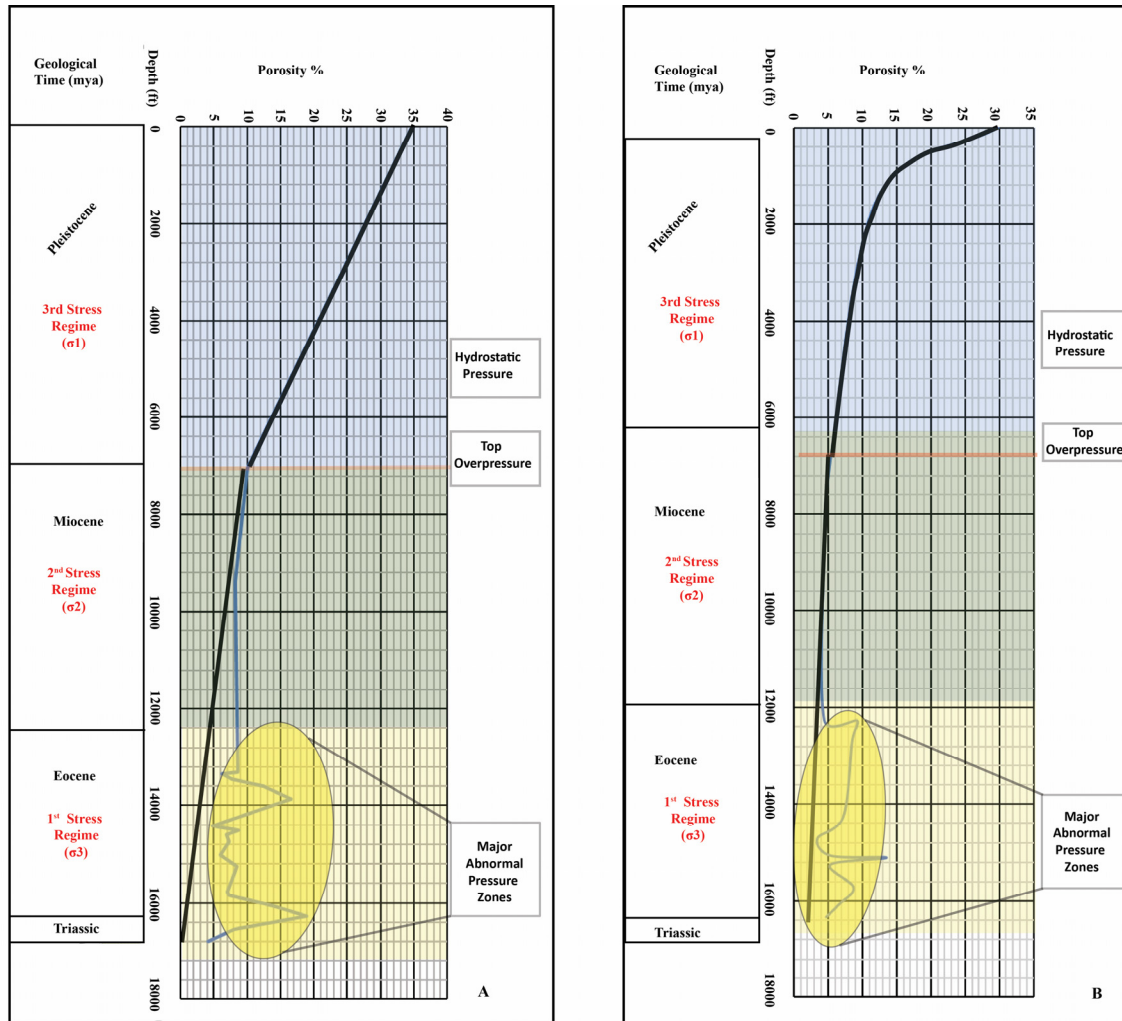 Geological
Time (mya)
Depth (ft)
Porosity %
0 5 10 15 20 25 30 35 40
0
2000
4000
6000
8000
10000
12000
14000
16000
18000
Pleistocene
3rd Stress
Regime
(σ1)
Miocene
2nd Stress
Regime
(σ2)
Eocene
1st Stress
Regime
(σ3)
Triassic
Hydrostatic
Pressure
Top
Overpressure
Major
Abnormal
Pressure
Zones
A
Geological
Time (mya)
Depth (ft)
Porosity %
0 5 10 15 20 25 30 35
0
2000
4000
6000
8000
10000
12000
14000
16000
18000
Pleistocene
3rd Stress
Regime
(σ1)
Miocene
2nd Stress
Regime
(σ2)
Eocene
1st Stress
Regime
(σ3)
Triassic
Hydrostatic
Pressure
Top
Overpressure
Major
Abnormal
Pressure
Zones
B